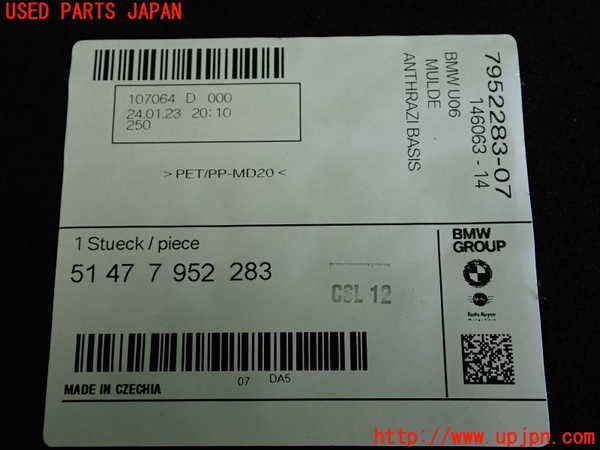 USED PARTS JAPAN
107064 D 000
24.01.23 20:10
250
>PET/PP-MD20<
7952283-07
146063-14
BMW U06
MULDE
ANTHRAZI BASIS
1 Stueck/piece
51 47 7 952 283
CSL 12
BMW
GROUP
07 DA5
MADE IN CZECHIA
http://www.upjpn.com/